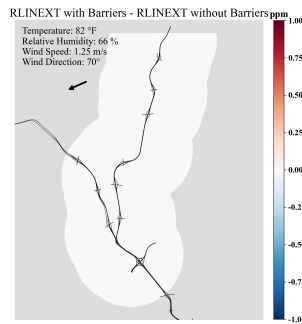 RLINEXT with Barriers - RLINEXT without Barriers
ppm
Temperature: 82 °F
Relative Humidity: 66 %
Wind Speed: 1.25 m/s
Wind Direction: 70°
1.00
0.75
0.50
0.25
0.00
-0.2
-0.5
-0.7
-1.0